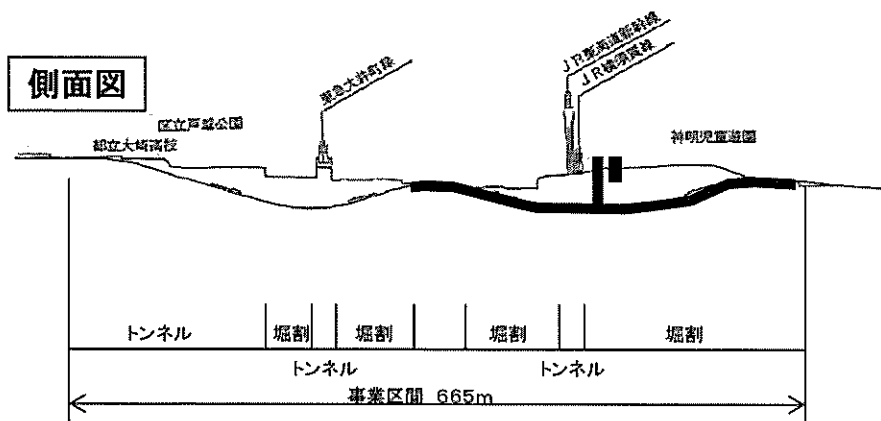 側面図
JR東海道新幹線
JR横須賀線
東急大井町線
区立戸越公園
都立大崎高校
神明児童遊園
トンネル
堀割
堀割
堀割
堀割
トンネル
トンネル
事業区間 665m